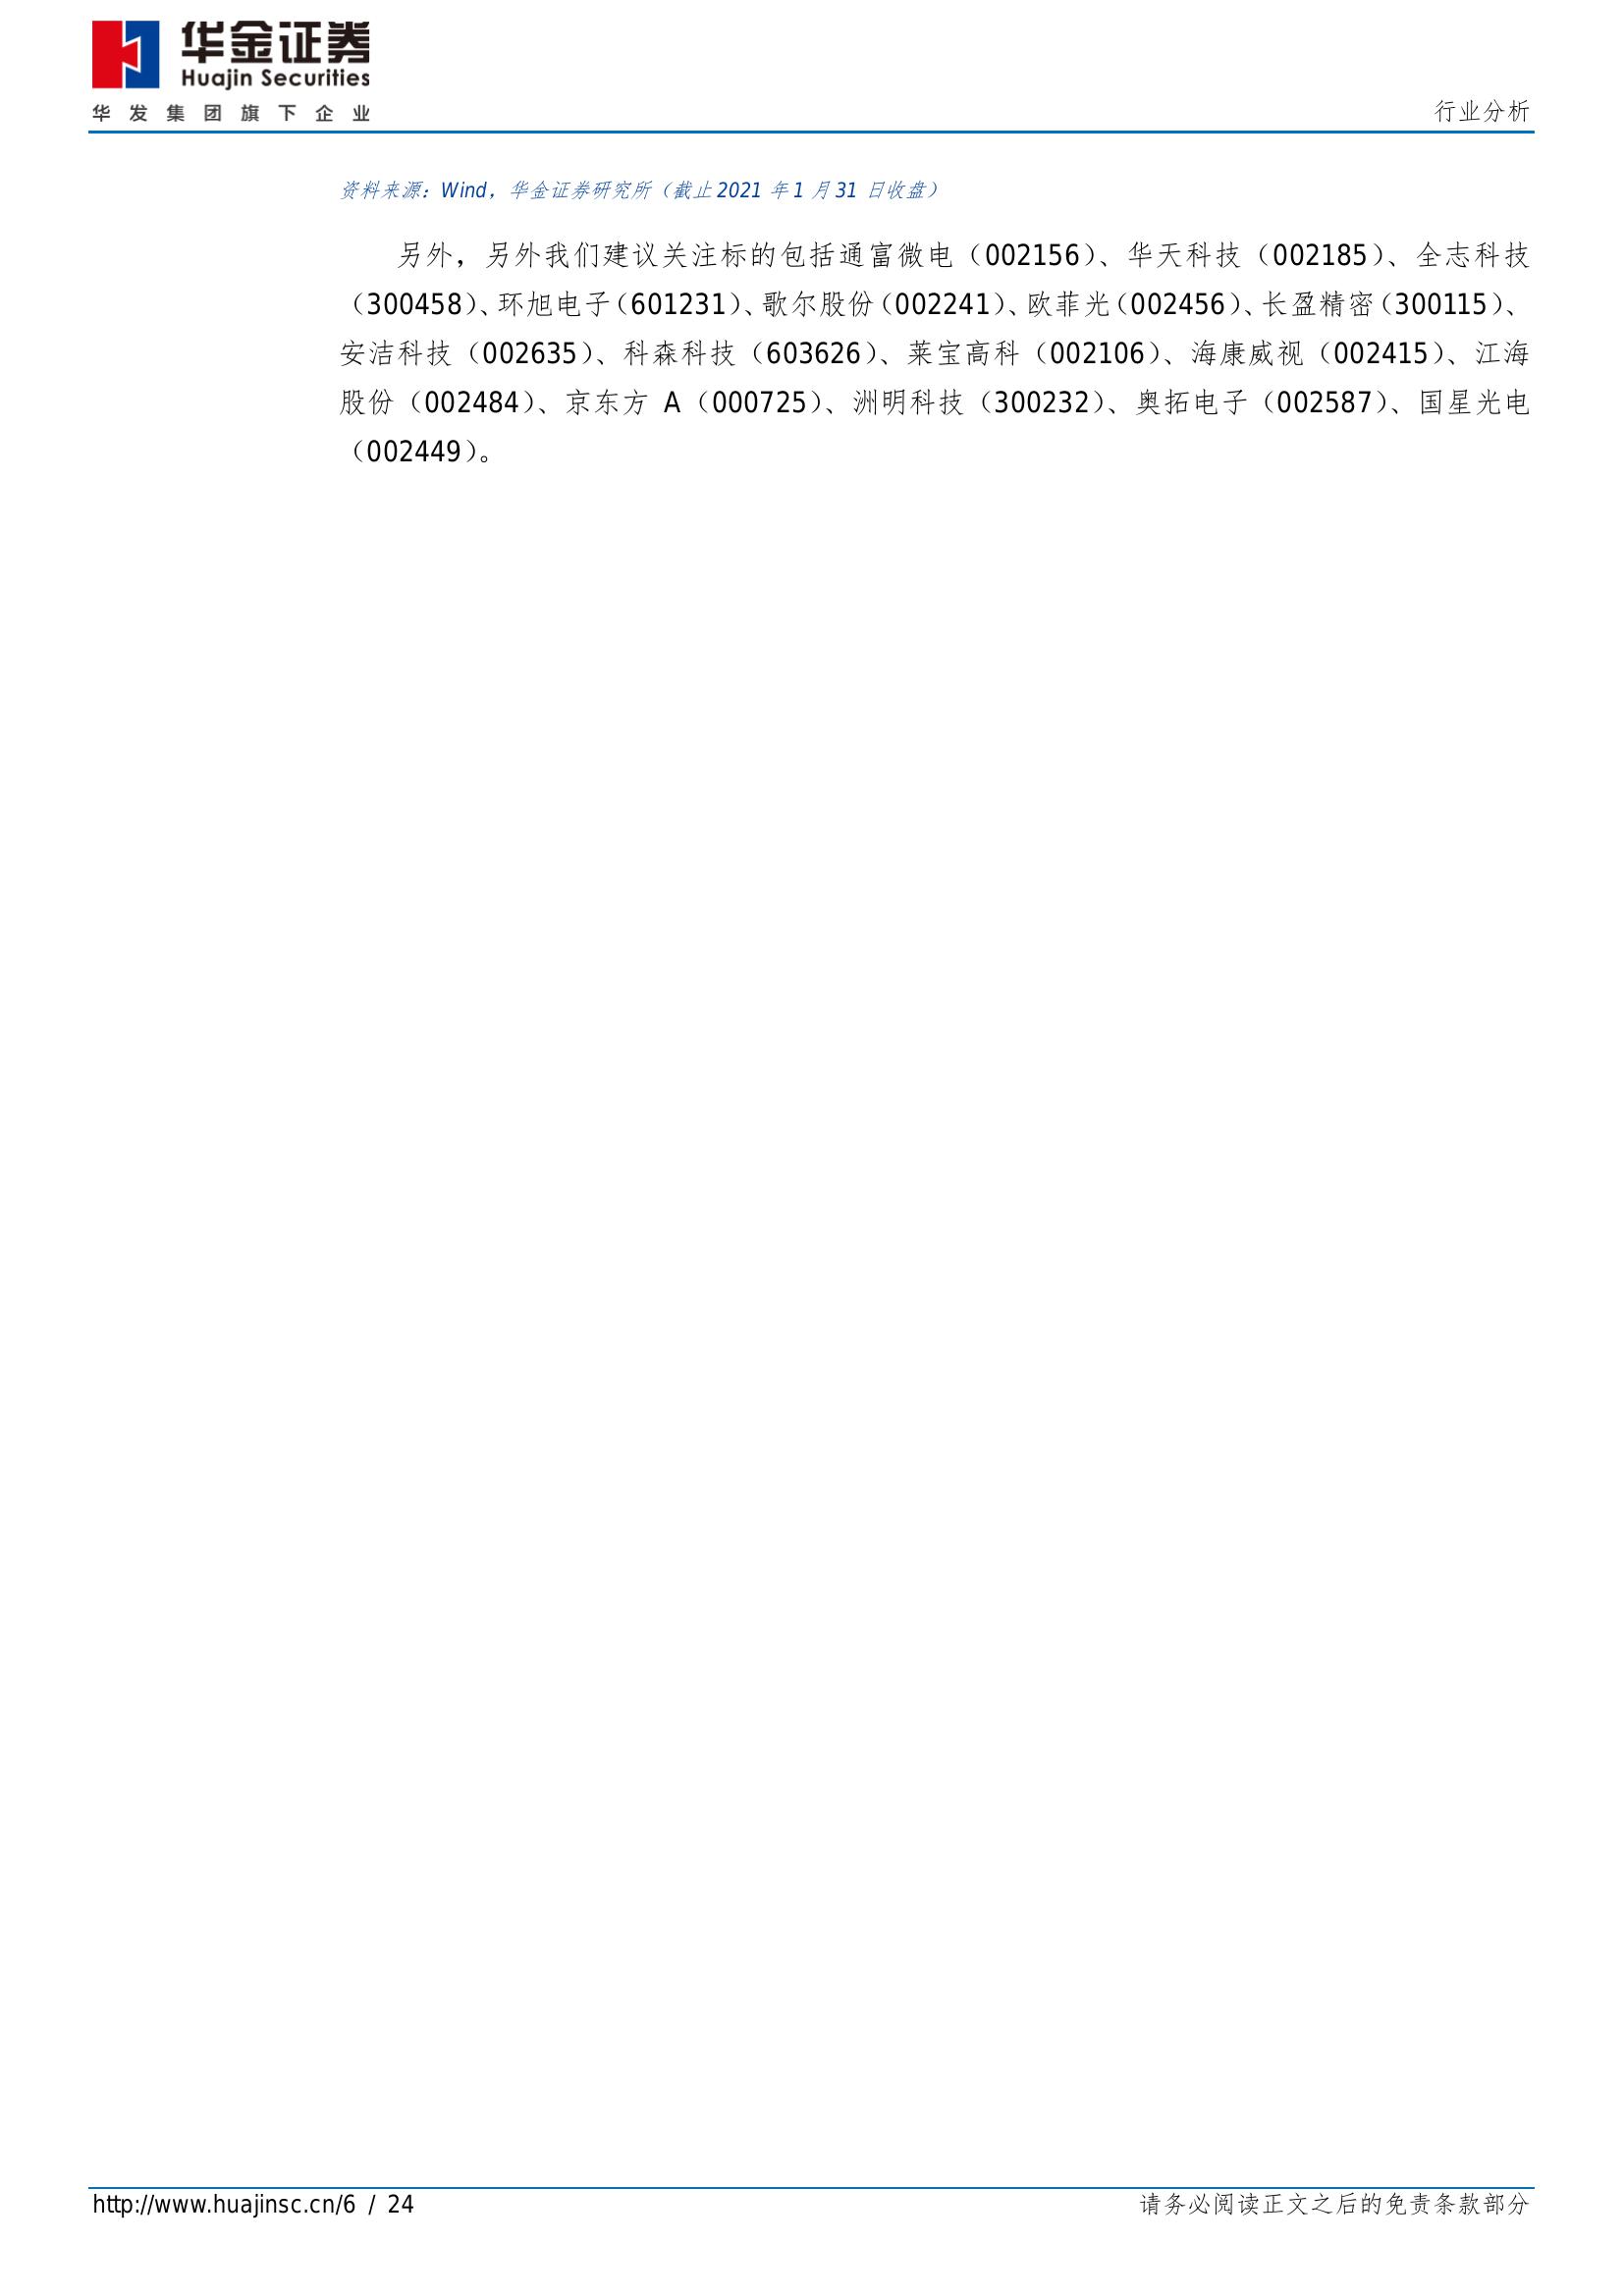 华金证券
Huajin Securities
华发集团旗下企业
行业分析
资料来源：Wind，华金证券研究所（截止 2021 年 1 月 31 日收盘）
另外，另外我们建议关注标的包括通富微电（002156）、华天科技（002185）、全志科技
（300458）、环旭电子（601231）、歌尔股份（002241）、欧菲光（002456）、长盈精密（300115）、
安洁科技（002635）、科森科技（603626）、莱宝高科（002106）、海康威视（002415）、江海
股份（002484）、京东方 A（000725）、洲明科技（300232）、奥拓电子（002587）、国星光电
（002449）。
http://www.huajinsc.cn/6 / 24
请务必阅读正文之后的免责条款部分